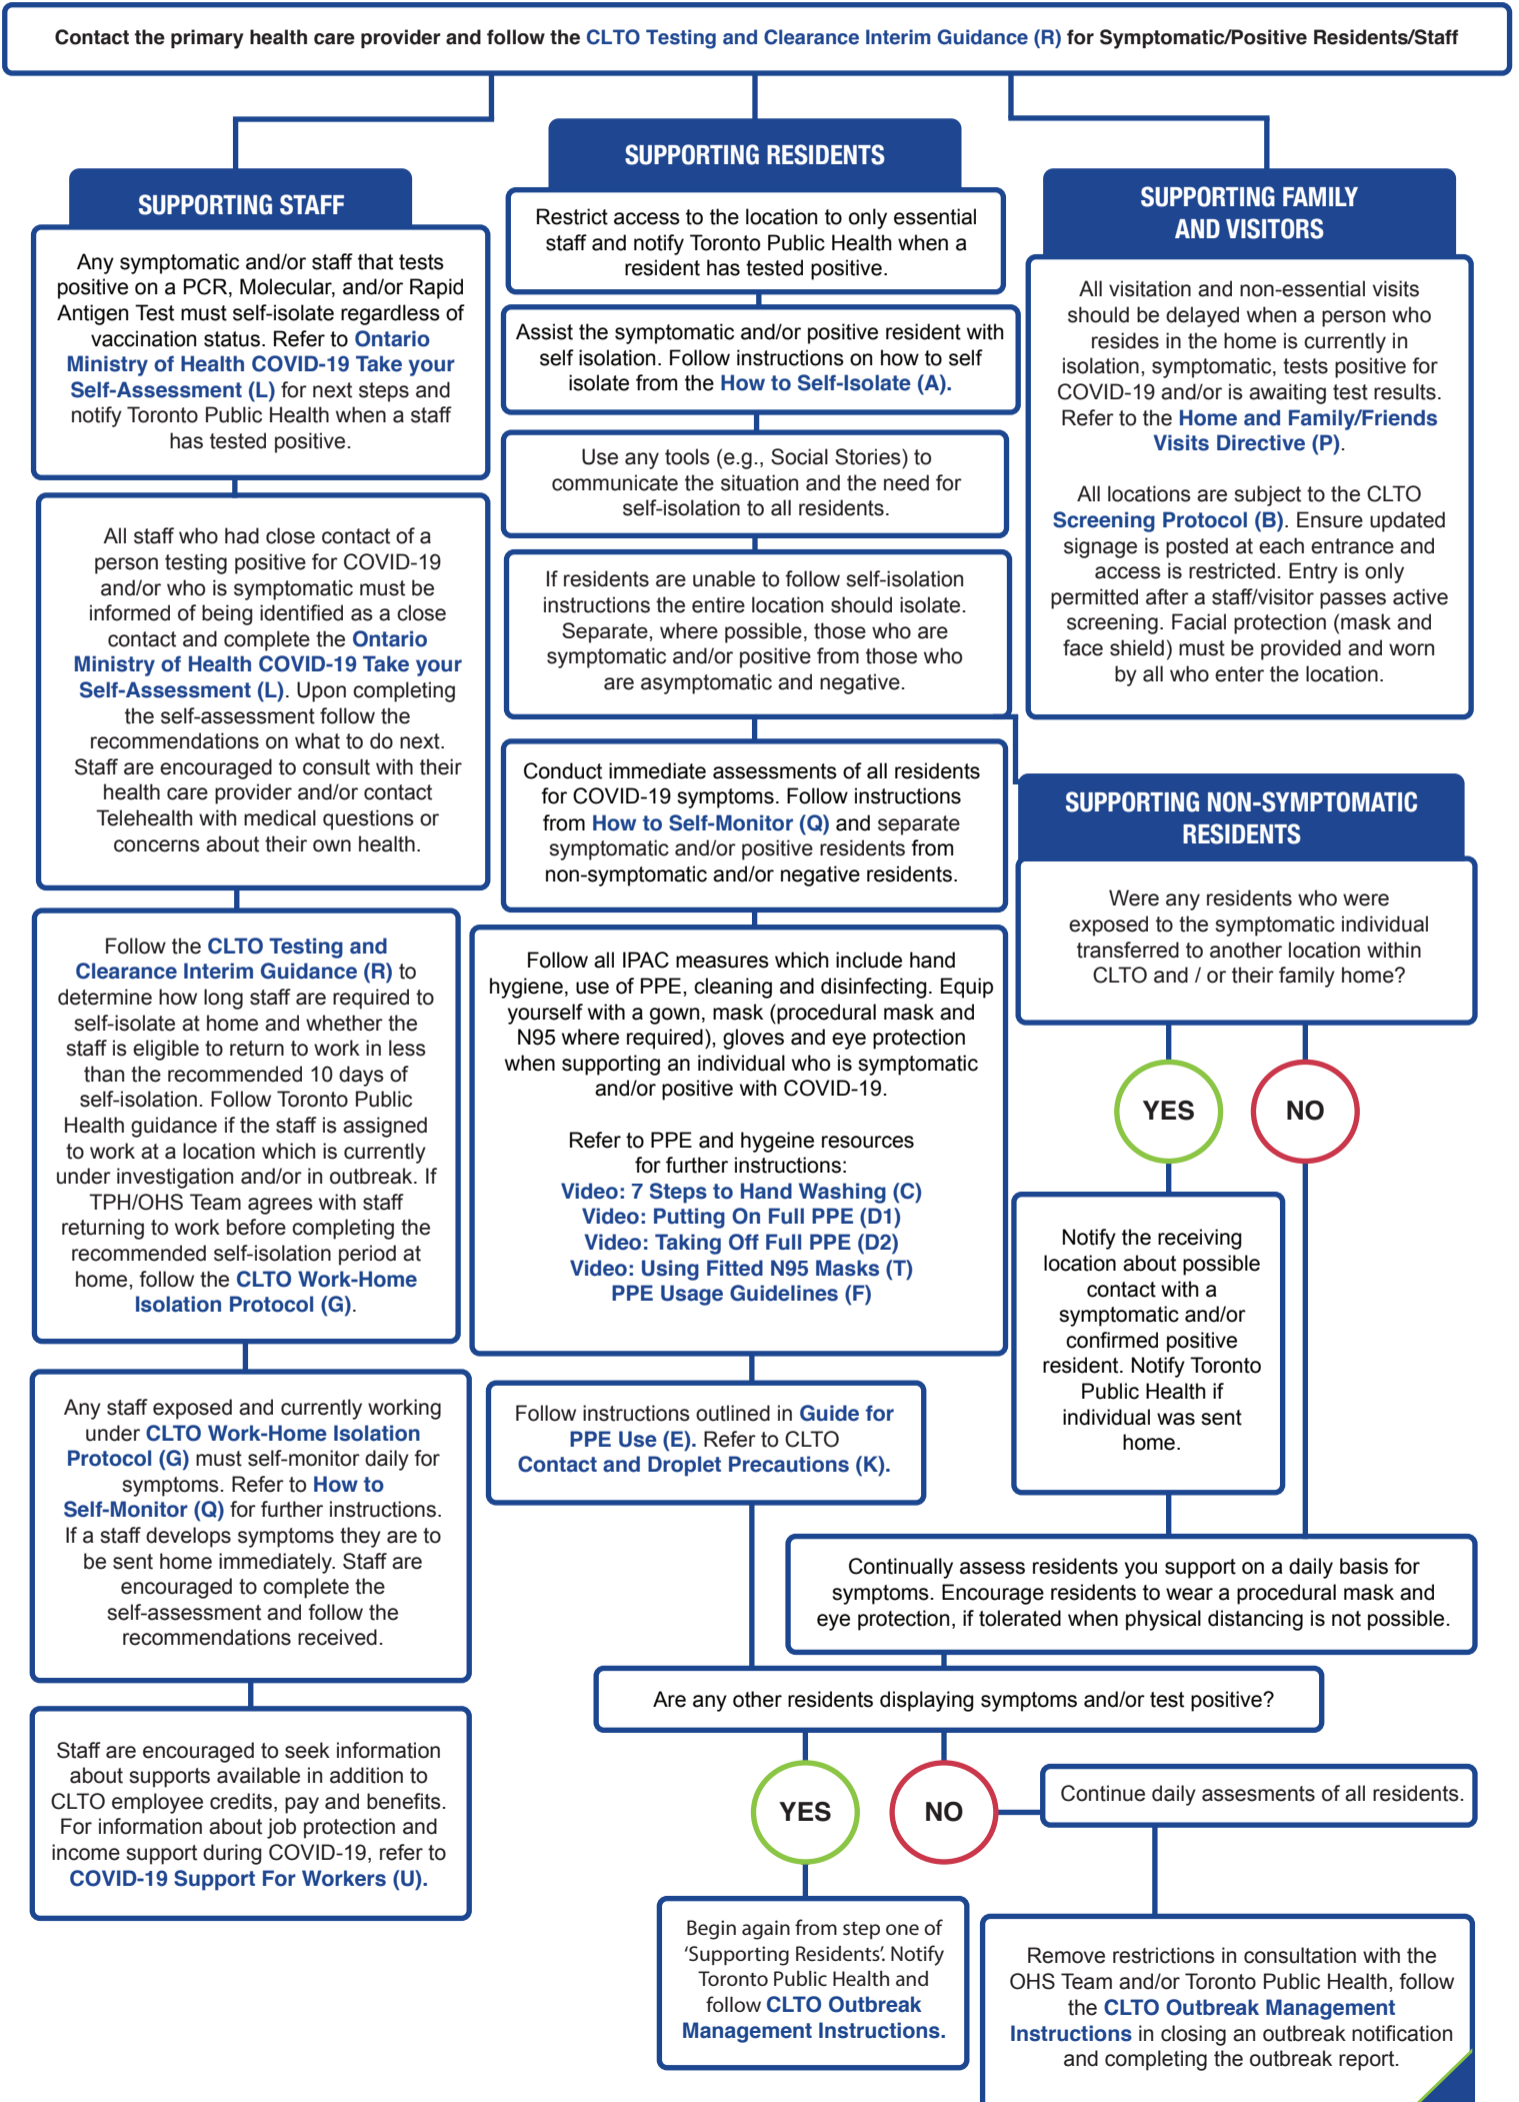 Contact the primary health care provider and follow the CLTO Testing and Clearance Interim Guidance (R) for Symptomatic/Positive Residents/Staff
SUPPORTING STAFF
Any symptomatic and/or staff that tests
positive on a PCR, Molecular, and/or Rapid
Antigen Test must self-isolate regardless of
vaccination status. Refer to Ontario
Ministry of Health COVID-19 Take your
Self-Assessment (L) for next steps and
notify Toronto Public Health when a staff
has tested positive.
All staff who had close contact of a
person testing positive for COVID-19
and/or who is symptomatic must be
informed of being identified as a close
contact and complete the Ontario
Ministry of Health COVID-19 Take your
Self-Assessment (L). Upon completing
the self-assessment follow the
recommendations on what to do next.
Staff are encouraged to consult with their
health care provider and/or contact
Telehealth with medical questions or
concerns about their own health.
Follow the CLTO Testing and
Clearance Interim Guidance (R) to
determine how long staff are required to
self-isolate at home and whether the
staff is eligible to return to work in less
than the recommended 10 days of
self-isolation. Follow Toronto Public
Health guidance if the staff is assigned
to work at a location which is currently
under investigation and/or in outbreak. If
TPH/OHS Team agrees with staff
returning to work before completing the
recommended self-isolation period at
home, follow the CLTO Work-Home
Isolation Protocol (G).
Any staff exposed and currently working
under CLTO Work-Home Isolation
Protocol (G) must self-monitor daily for
symptoms. Refer to How to
Self-Monitor (Q) for further instructions.
If a staff develops symptoms they are to
be sent home immediately. Staff are
encouraged to complete the
self-assessment and follow the
recommendations received.
Staff are encouraged to seek information
about supports available in addition to
CLTO employee credits, pay and benefits.
For information about job protection and
income support during COVID-19, refer to
COVID-19 Support For Workers (U).
SUPPORTING RESIDENTS
Restrict access to the location to only essential
staff and notify Toronto Public Health when a
resident has tested positive.
Assist the symptomatic and/or positive resident with
self isolation. Follow instructions on how to self
isolate from the How to Self-Isolate (A).
Use any tools (e.g., Social Stories) to
communicate the situation and the need for
self-isolation to all residents.
If residents are unable to follow self-isolation
instructions the entire location should isolate.
Separate, where possible, those who are
symptomatic and/or positive from those who
are asymptomatic and negative.
Conduct immediate assessments of all residents
for COVID-19 symptoms. Follow instructions
from How to Self-Monitor (Q) and separate
symptomatic and/or positive residents from
non-symptomatic and/or negative residents.
Follow all IPAC measures which include hand
hygiene, use of PPE, cleaning and disinfecting. Equip
yourself with a gown, mask (procedural mask and
N95 where required), gloves and eye protection
when supporting an individual who is symptomatic
and/or positive with COVID-19.
Refer to PPE and hygeine resources
for further instructions:
Video: 7 Steps to Hand Washing (C)
Video: Putting On Full PPE (D1)
Video: Taking Off Full PPE (D2)
Video: Using Fitted N95 Masks (T)
PPE Usage Guidelines (F)
Follow instructions outlined in Guide for
PPE Use (E). Refer to CLTO
Contact and Droplet Precautions (K).
SUPPORTING FAMILY
AND VISITORS
All visitation and non-essential visits
should be delayed when a person who
resides in the home is currently in
isolation, symptomatic, tests positive for
COVID-19 and/or is awaiting test results.
Refer to the Home and Family/Friends
Visits Directive (P).
All locations are subject to the CLTO
Screening Protocol (B). Ensure updated
signage is posted at each entrance and
access is restricted. Entry is only
permitted after a staff/visitor passes active
screening. Facial protection (mask and
face shield) must be provided and worn
by all who enter the location.
SUPPORTING NON-SYMPTOMATIC
RESIDENTS
Were any residents who were
exposed to the symptomatic individual
transferred to another location within
CLTO and / or their family home?
YES
NO
Notify the receiving
location about possible
contact with a
symptomatic and/or
confirmed positive
resident. Notify Toronto
Public Health if
individual was sent
home.
Continually assess residents you support on a daily basis for
symptoms. Encourage residents to wear a procedural mask and
eye protection, if tolerated when physical distancing is not possible.
Are any other residents displaying symptoms and/or test positive?
YES
NO
Continue daily assesments of all residents.
Begin again from step one of
‘Supporting Residents’. Notify
Toronto Public Health and
follow CLTO Outbreak
Management Instructions.
Remove restrictions in consultation with the
OHS Team and/or Toronto Public Health, follow
the CLTO Outbreak Management
Instructions in closing an outbreak notification
and completing the outbreak report.